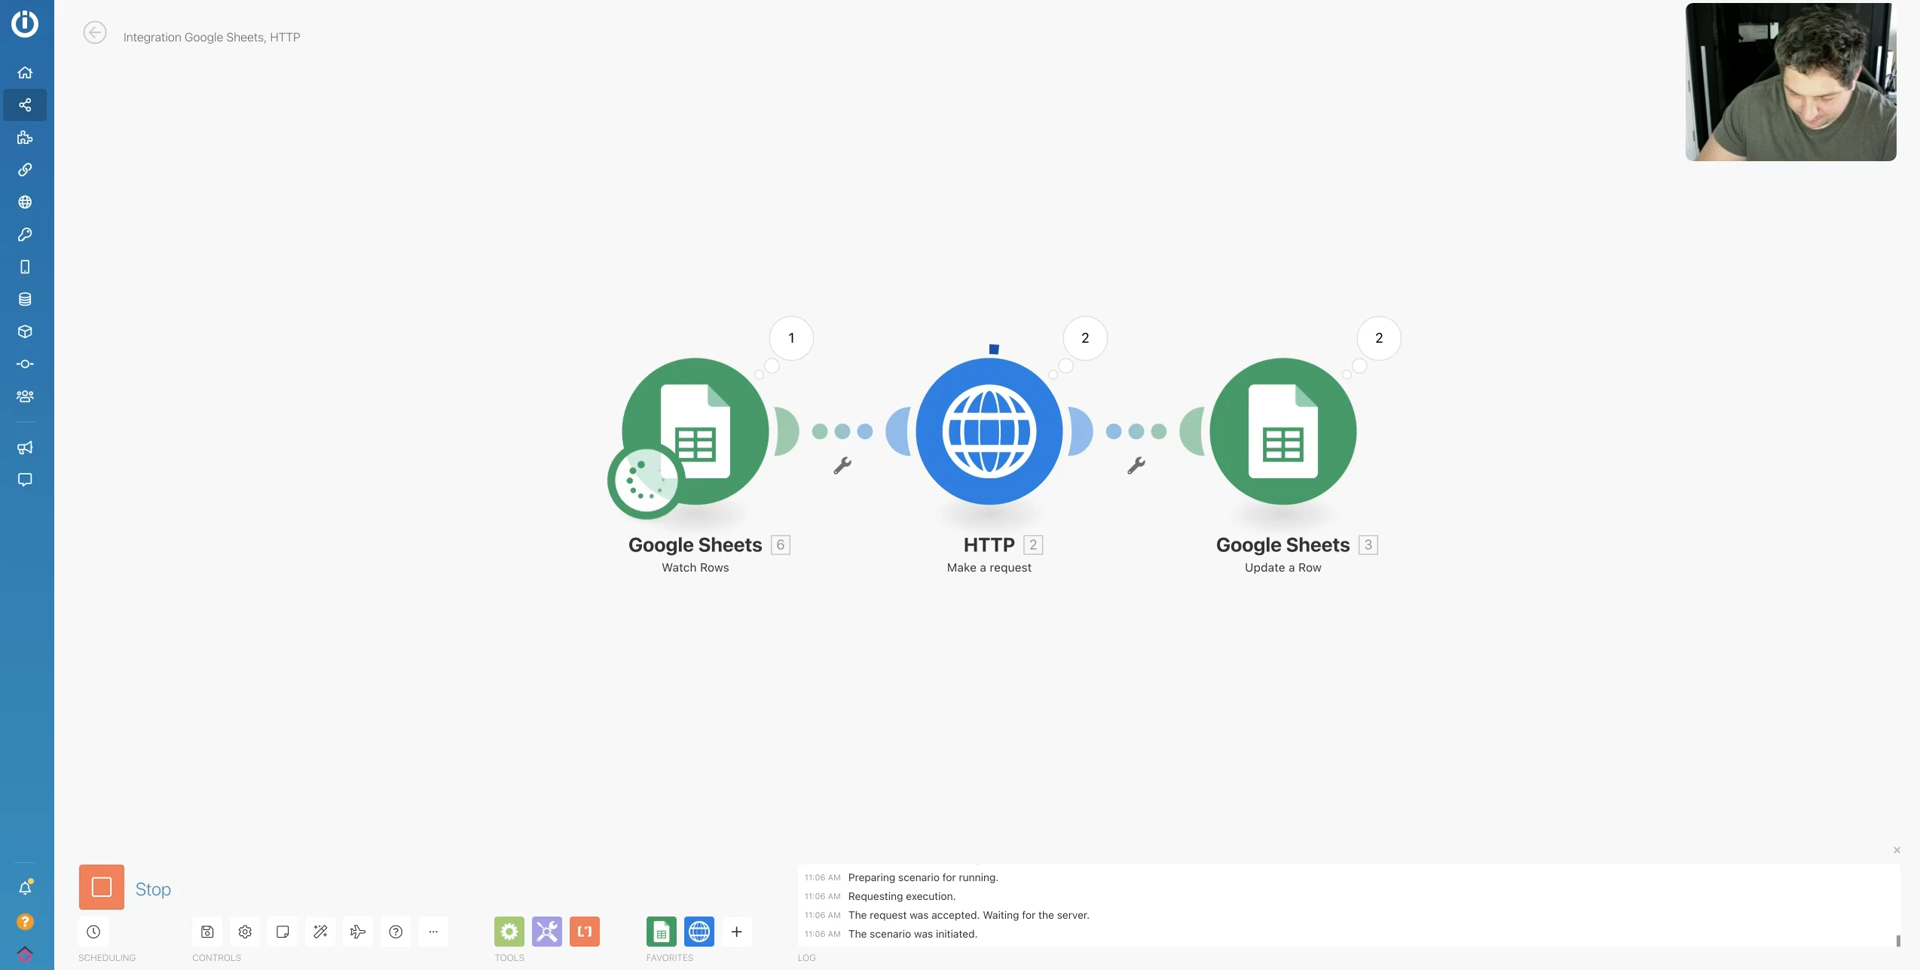 Integration Google Sheets, HTTP
1
2
2
Google Sheets 6
Watch Rows
HTTP 2
Make a request
Google Sheets 3
Update a Row
Stop
SCHEDULING
CONTROLS
TOOLS
FAVORITES
11:06 AM Preparing scenario for running.
11:06 AM Requesting execution.
11:06 AM The request was accepted. Waiting for the server.
11:06 AM The scenario was initiated.
LOG